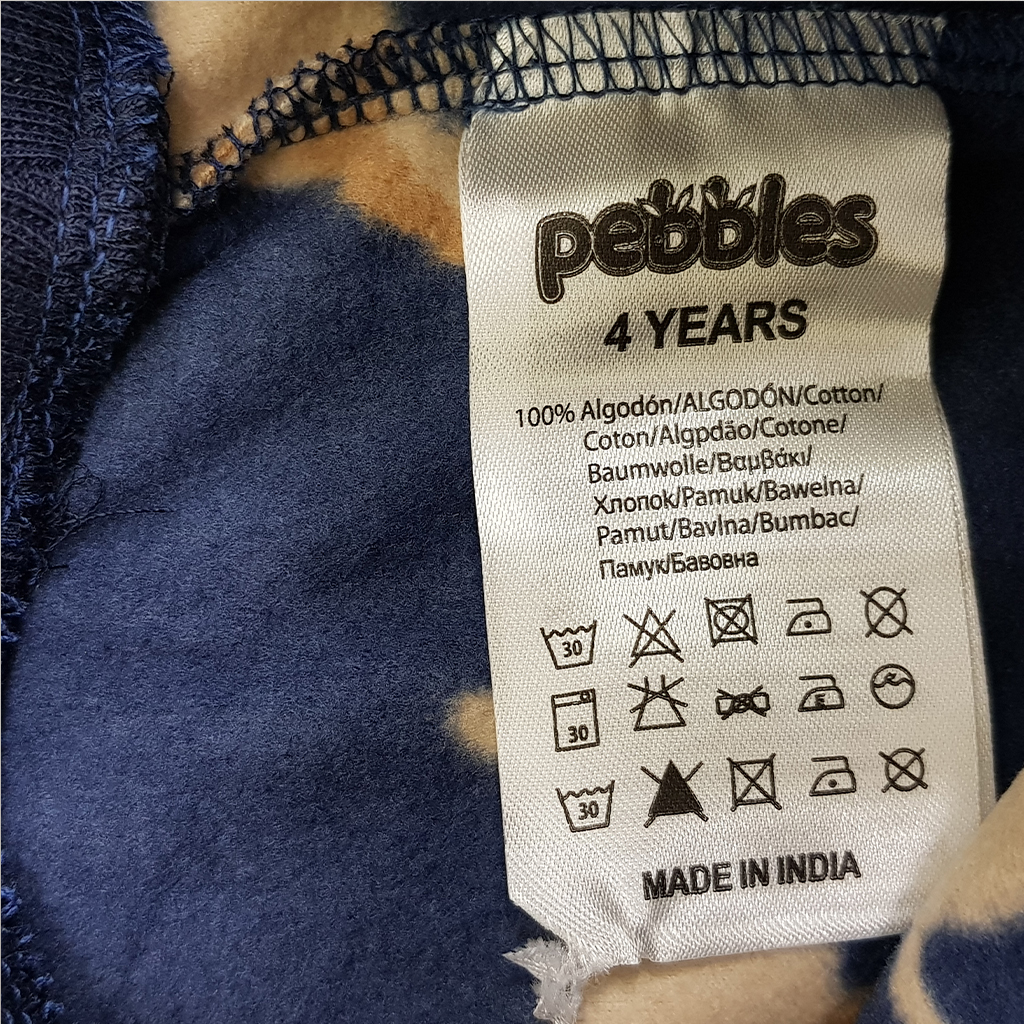 pebbles
4 YEARS
100% Algodón/ALGODÓN/Cotton/
Coton/Algpdão/Cotone/
Baumwolle/Βαμβάκι/
Хлопок/Pamuk/Bawelna/
Pamut/Bavlna/Bumbac/
Памук/Бавовна
30
30
30
MADE IN INDIA